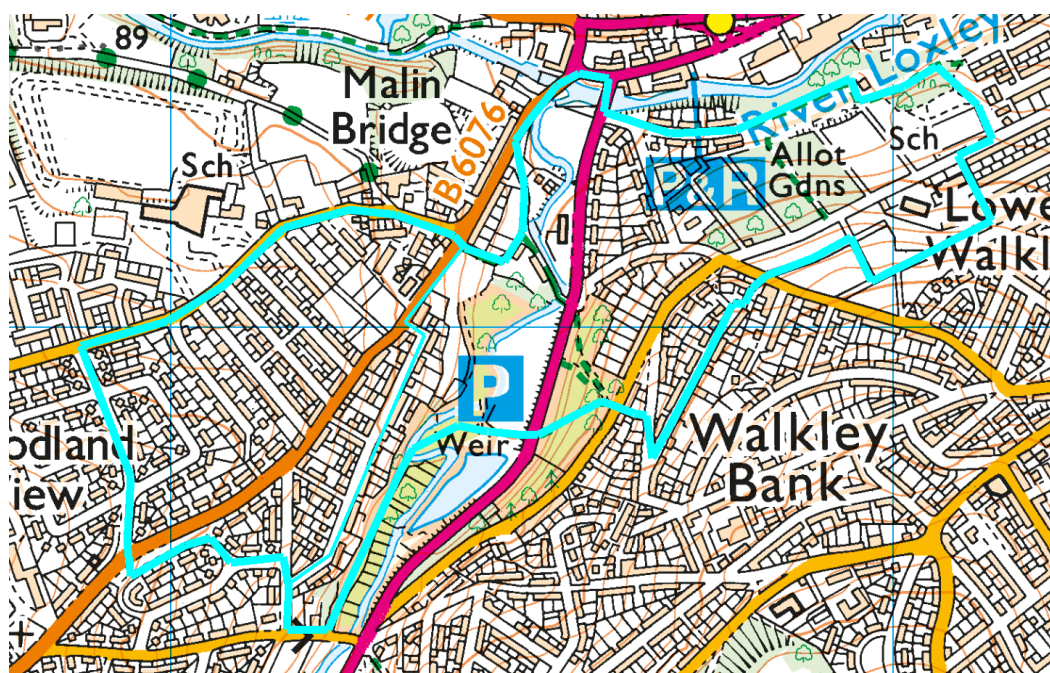 89
Malin
Bridge
B 6076
Sch
River Loxley
P&R
Allot
Gdns
Sch
Lowe
Walkl
P
Weir
Walkley
Bank
odland
iew